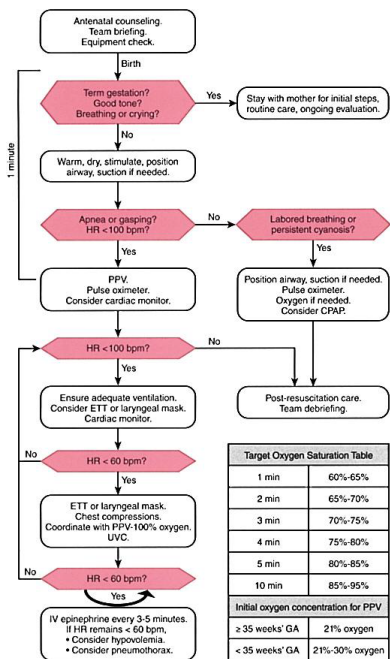 Antenatal counseling.
Team briefing.
Equipment check.
Birth
1 minute
Term gestation?
Good tone?
Breathing or crying?
Yes
Stay with mother for initial steps,
routine care, ongoing evaluation.
No
Warm, dry, stimulate, position
airway, suction if needed.
Apnea or gasping?
HR <100 bpm?
No
Labored breathing or
persistent cyanosis?
Yes
Yes
PPV.
Pulse oximeter.
Consider cardiac monitor.
Position airway, suction if needed.
Pulse oximeter.
Oxygen if needed.
Consider CPAP.
HR <100 bpm?
No
Yes
Ensure adequate ventilation.
Consider ETT or laryngeal mask.
Cardiac monitor.
Post-resuscitation care.
Team debriefing.
No
HR < 60 bpm?
Yes
ETT or laryngeal mask.
Chest compressions.
Coordinate with PPV-100% oxygen.
UVC.
No
HR < 60 bpm?
Yes
IV epinephrine every 3-5 minutes.
If HR remains < 60 bpm,
• Consider hypovolemia.
• Consider pneumothorax.
Target Oxygen Saturation Table
1 min 60%-65%
2 min 65%-70%
3 min 70%-75%
4 min 75%-80%
5 min 80%-85%
10 min 85%-95%
Initial oxygen concentration for PPV
≥ 35 weeks' GA 21% oxygen
< 35 weeks' GA 21%-30% oxygen